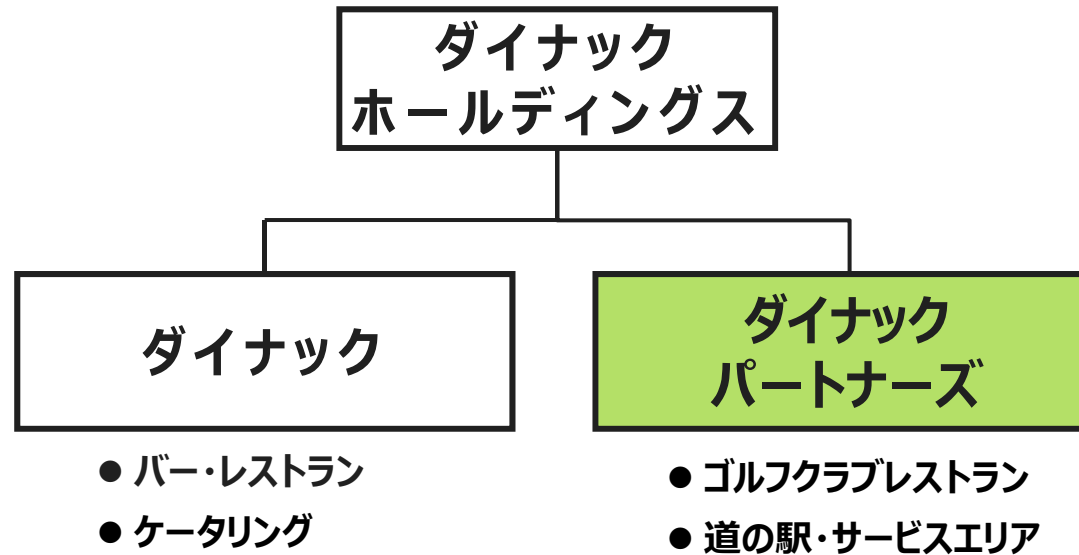 ダイナック
ホールディングス
ダイナック
ダイナック
パートナーズ
● バー・レストラン
● ケータリング
● ゴルフクラブレストラン
● 道の駅・サービスエリア